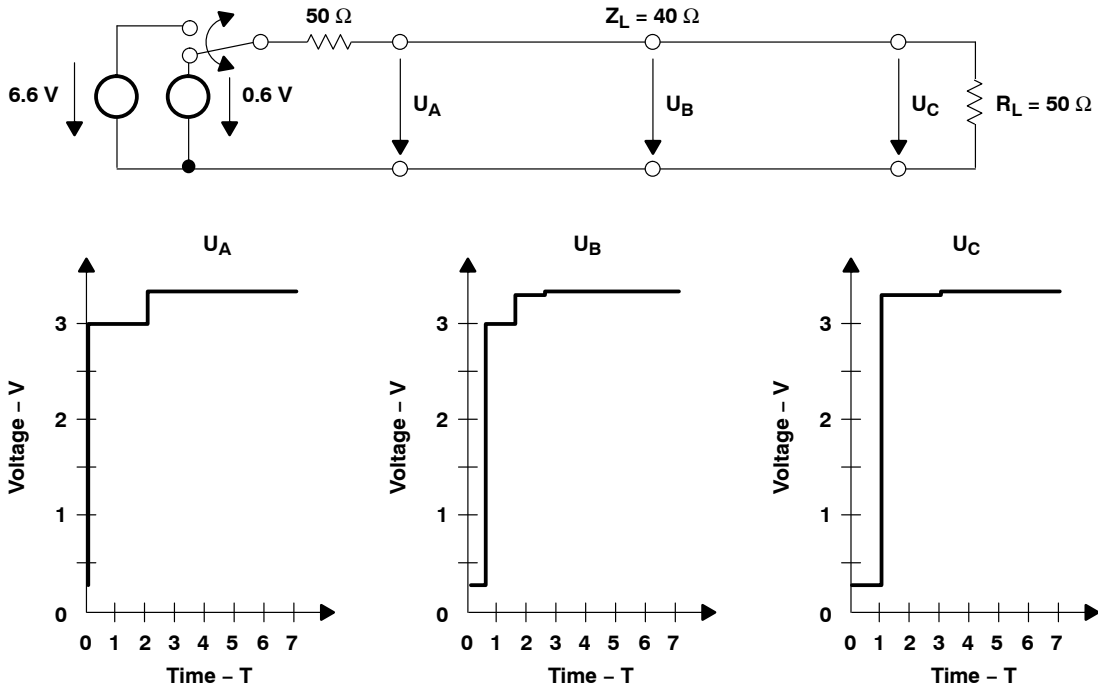 50 Ω
Z_L = 40 Ω
6.6 V
0.6 V
U_A
U_B
U_C
R_L = 50 Ω
U_A
U_B
U_C
3
2
1
0
0 1 2 3 4 5 6 7
Voltage – V
Time – T
3
2
1
0
0 1 2 3 4 5 6 7
Voltage – V
Time – T
3
2
1
0
0 1 2 3 4 5 6 7
Voltage – V
Time – T